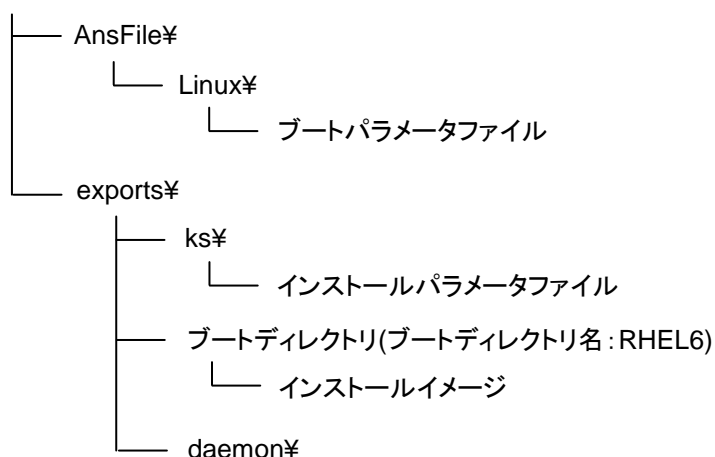 AnsFile¥
Linux¥
ブートパラメータファイル
exports¥
ks¥
インストールパラメータファイル
ブートディレクトリ(ブートディレクトリ名:RHEL6)
インストールイメージ
daemon¥